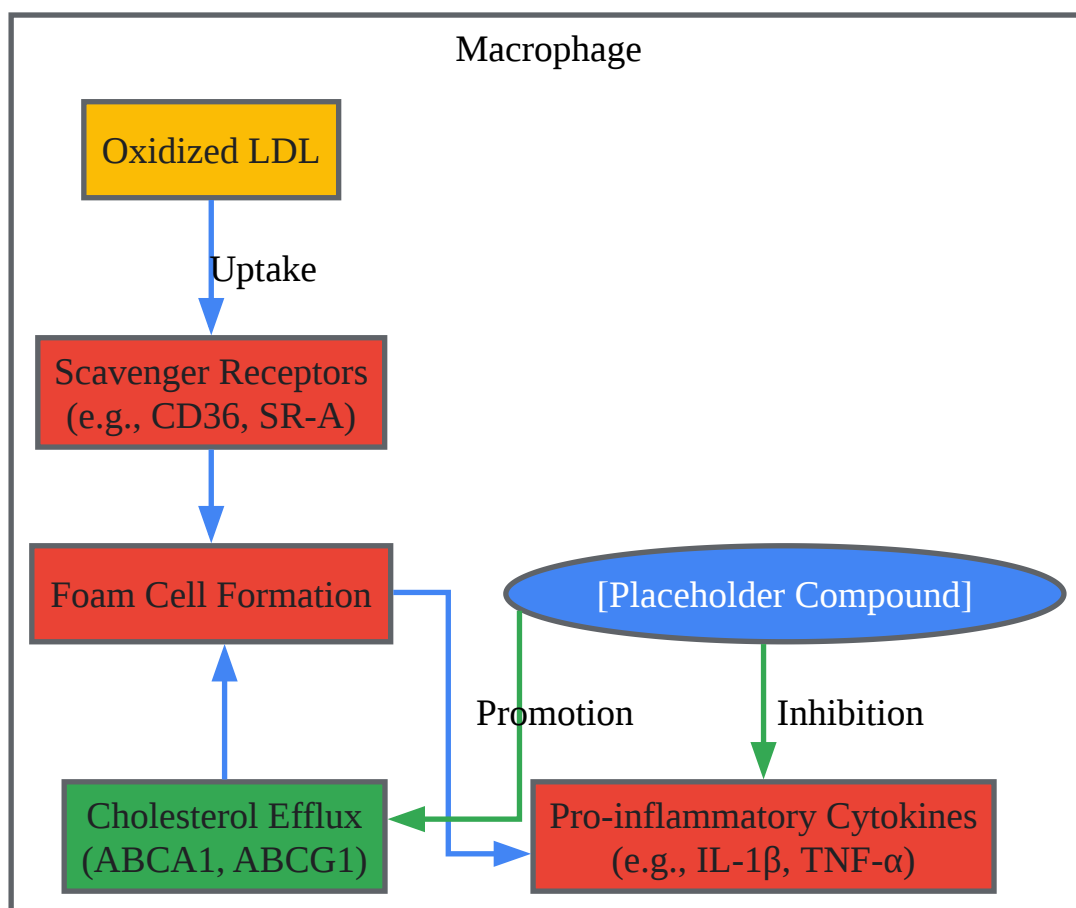 Macrophage
Oxidized LDL
Uptake
Scavenger Receptors
(e.g., CD36, SR-A)
Foam Cell Formation
[Placeholder Compound]
Promotion
Inhibition
Cholesterol Efflux
(ABCA1, ABCG1)
Pro-inflammatory Cytokines
(e.g., IL-1β, TNF-α)